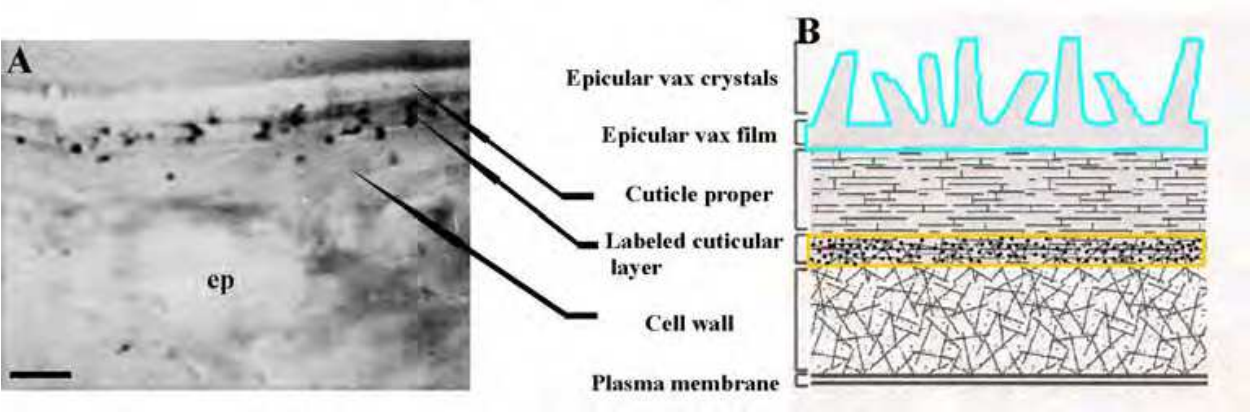 A
B
Epicular vax crystals
Epicular vax film
Cuticle proper
Labeled cuticular
layer
ep
Cell wall
Plasma membrane